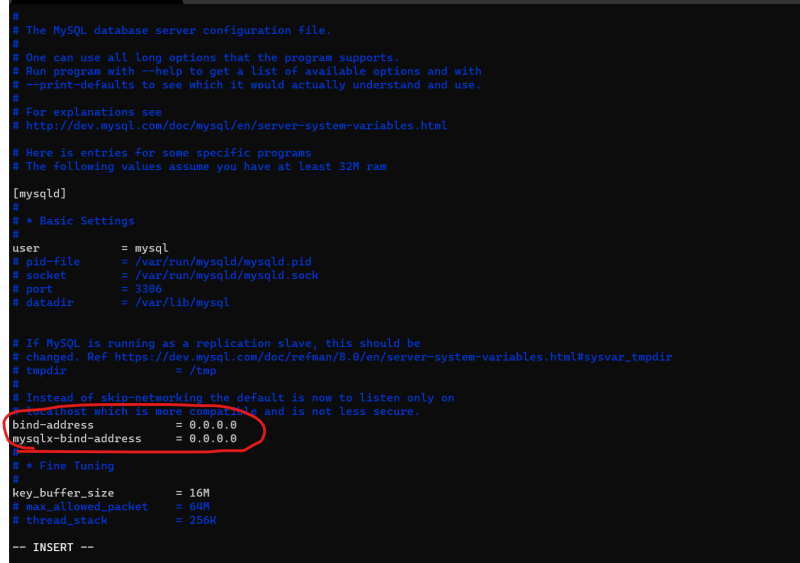 #
# The MySQL database server configuration file.
#
# One can use all long options that the program supports.
# Run program with --help to get a list of available options and with
# --print-defaults to see which it would actually understand and use.
#
# For explanations see
# http://dev.mysql.com/doc/mysql/en/server-system-variables.html
# Here is entries for some specific programs
# The following values assume you have at least 32M ram
[mysqld]
#
# * Basic Settings
#
user = mysql
# pid-file = /var/run/mysqld/mysqld.pid
# socket = /var/run/mysqld/mysqld.sock
# port = 3306
# datadir = /var/lib/mysql
# If MySQL is running as a replication slave, this should be
# changed. Ref https://dev.mysql.com/doc/refman/8.0/en/server-system-variables.html#sysvar_tmpdir
# tmpdir = /tmp
#
# Instead of skip-networking the default is now to listen only on
# localhost which is more compatible and is not less secure.
bind-address = 0.0.0.0
mysqlx-bind-address = 0.0.0.0
#
# * Fine Tuning
#
key_buffer_size = 16M
# max_allowed_packet = 64M
# thread_stack = 256K
-- INSERT --